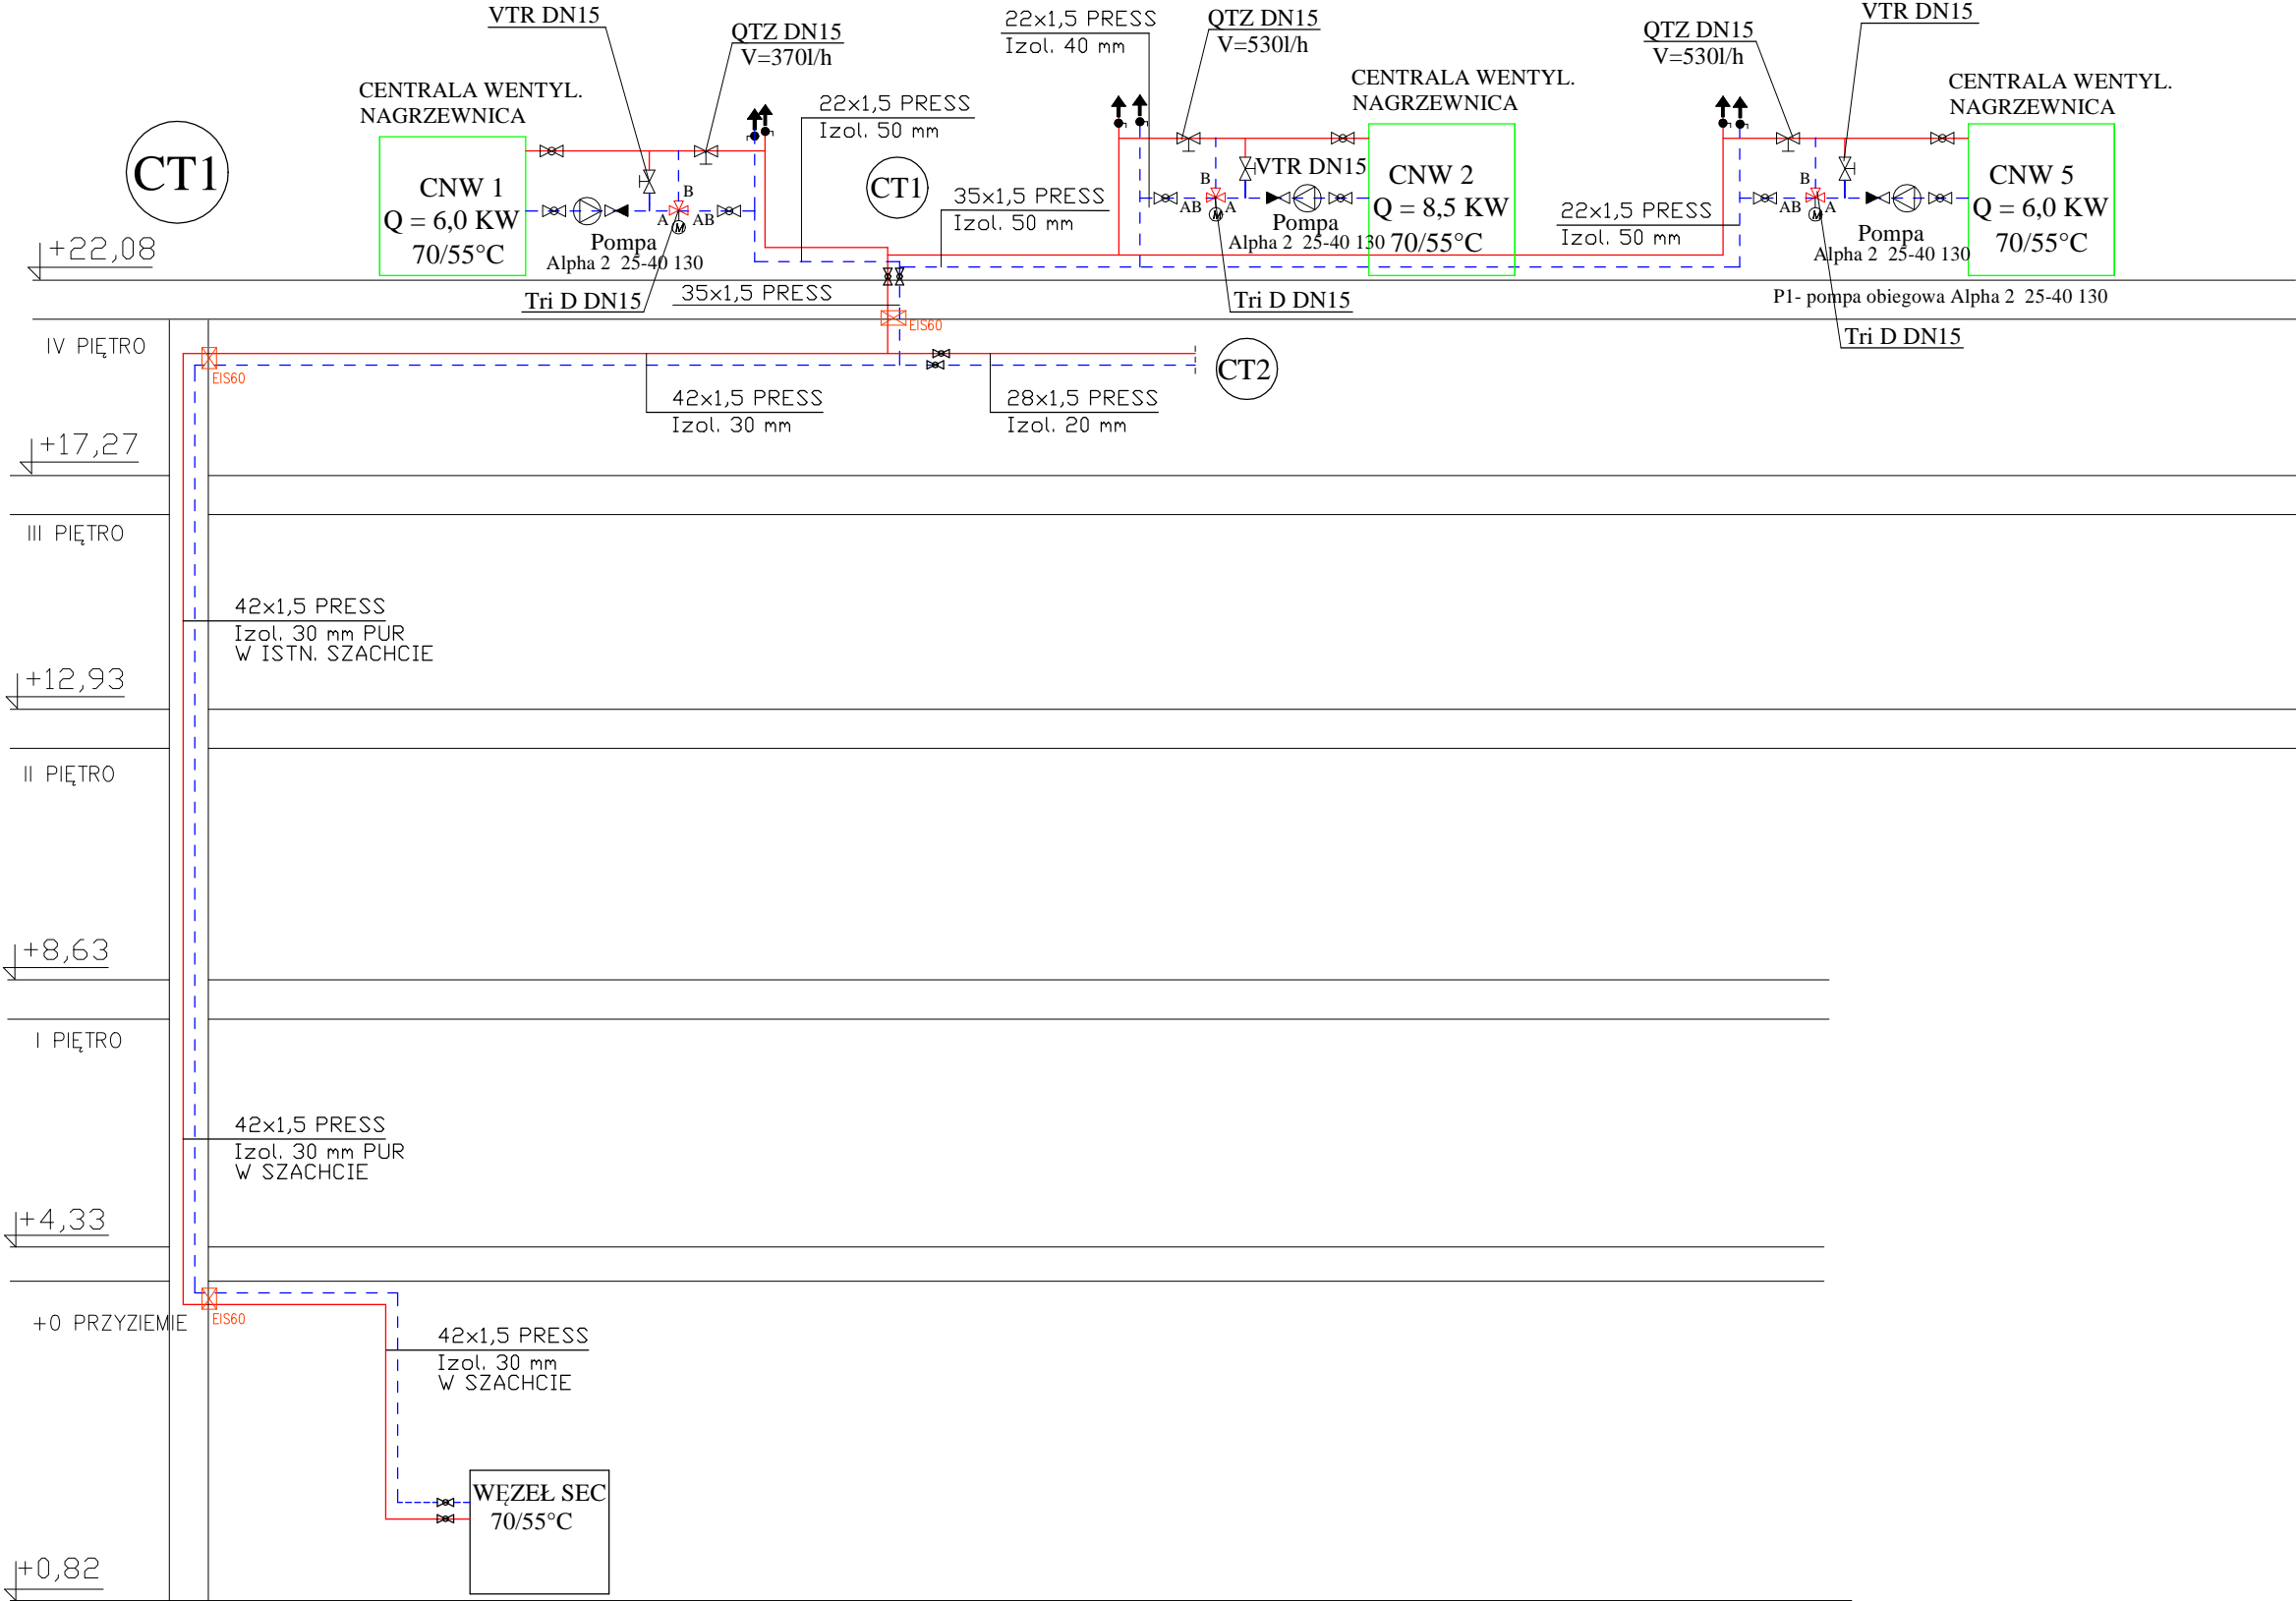 VTR DN15
QTZ DN15
V=370l/h
22x1,5 PRESS
Izol. 40 mm
QTZ DN15
V=530l/h
QTZ DN15
V=530l/h
VTR DN15
CENTRALA WENTYL.
NAGRZEWNICA
22x1,5 PRESS
Izol. 50 mm
CENTRALA WENTYL.
NAGRZEWNICA
CENTRALA WENTYL.
NAGRZEWNICA
CT1
CNW 1
Q = 6,0 KW
70/55°C
B
A
AB
M
Pompa
Alpha 2 25-40 130
CT1
35x1,5 PRESS
Izol. 50 mm
VTR DN15
B
AB
A
M
Pompa
Alpha 2 25-40 130
CNW 2
Q = 8,5 KW
70/55°C
22x1,5 PRESS
Izol. 50 mm
B
AB
A
M
Pompa
Alpha 2 25-40 130
CNW 5
Q = 6,0 KW
70/55°C
+22,08
Tri D DN15
35x1,5 PRESS
Tri D DN15
P1- pompa obiegowa Alpha 2 25-40 130
EIS60
Tri D DN15
IV PIĘTRO
EIS60
CT2
42x1,5 PRESS
Izol. 30 mm
28x1,5 PRESS
Izol. 20 mm
+17,27
III PIĘTRO
42x1,5 PRESS
Izol. 30 mm PUR
W ISTN. SZACHCIE
+12,93
II PIĘTRO
+8,63
I PIĘTRO
42x1,5 PRESS
Izol. 30 mm PUR
W SZACHCIE
+4,33
+0 PRZYZIEMIE
EIS60
42x1,5 PRESS
Izol. 30 mm
W SZACHCIE
WĘZEŁ SEC
70/55°C
+0,82